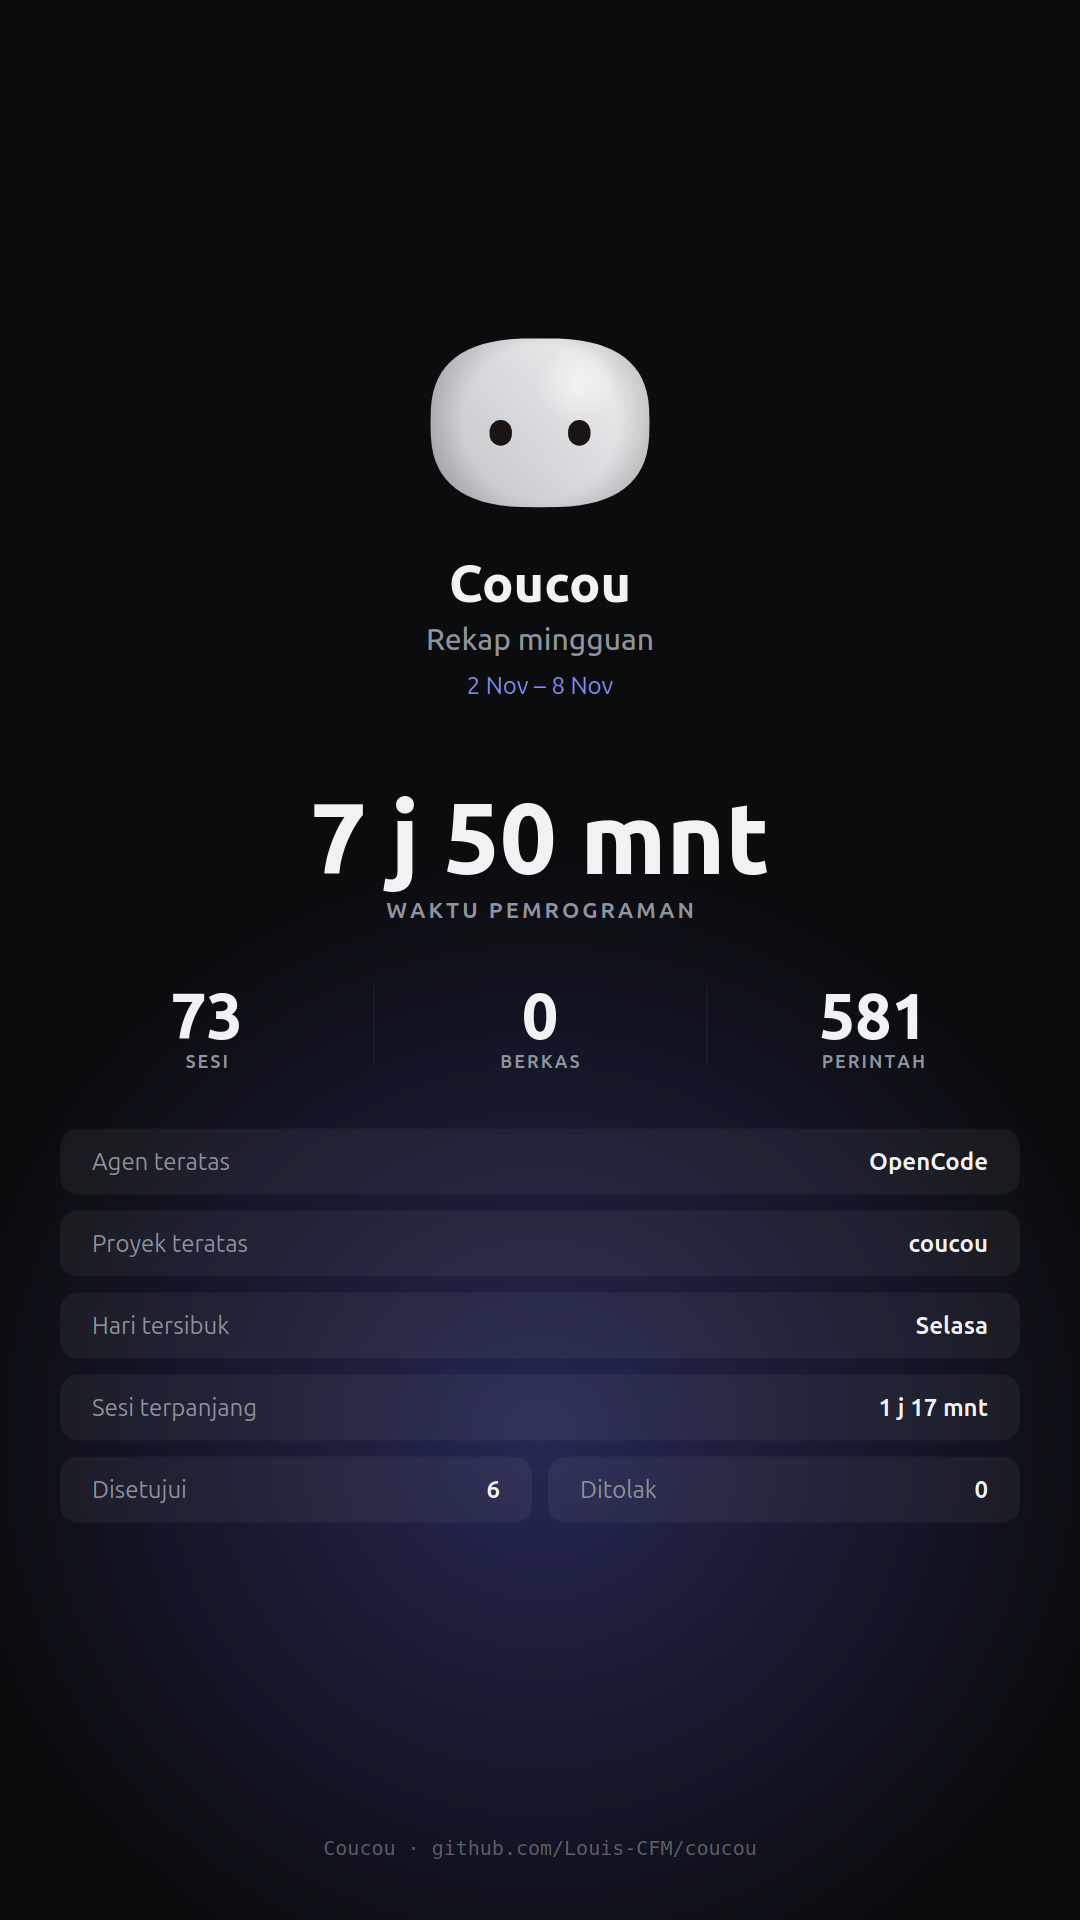 Coucou
Rekap mingguan
2 Nov – 8 Nov
7 j 50 mnt
WAKTU PEMROGRAMAN
73 0 581
SESI BERKAS PERINTAH
Agen teratas OpenCode
Proyek teratas coucou
Hari tersibuk Selasa
Sesi terpanjang 1 j 17 mnt
Disetujui 6 Ditolak 0
Coucou · github.com/Louis-CFM/coucou